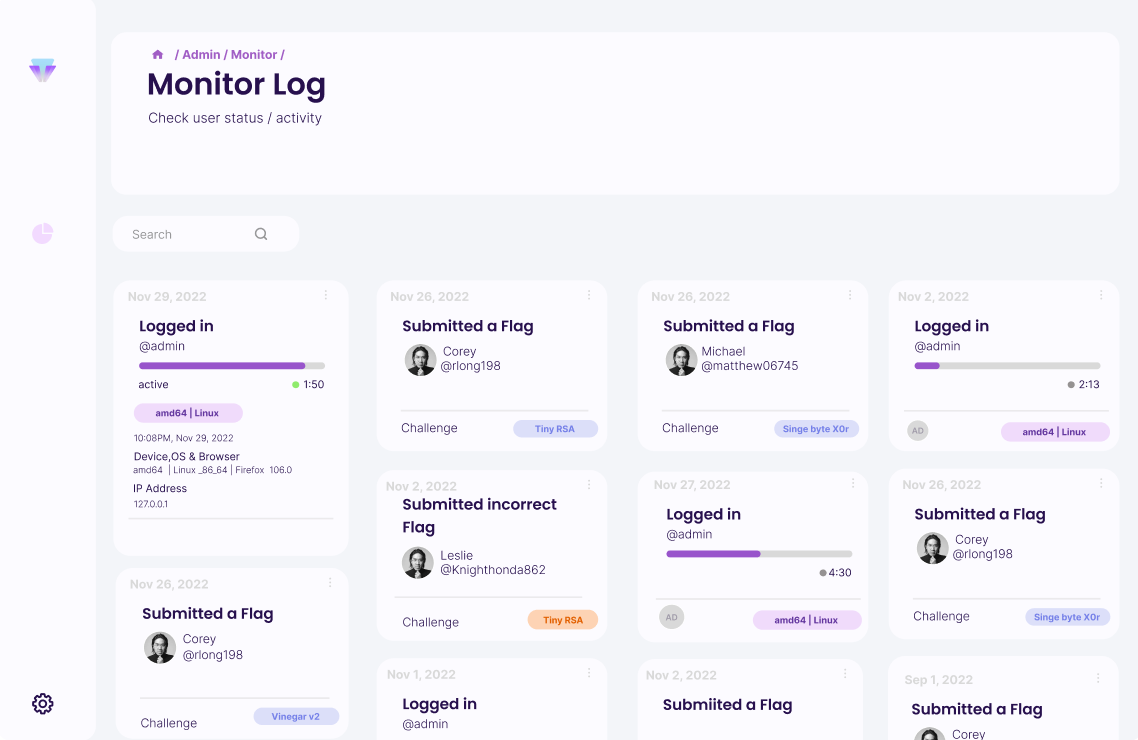 / Admin / Monitor /
Monitor Log
Check user status / activity
Search
Nov 29, 2022
Logged in
@admin
active
1:50
amd64 | Linux
10:08PM, Nov 29, 2022
Device,OS & Browser
amd64 | Linux _86_64 | Firefox 106.0
IP Address
127.0.0.1
Nov 26, 2022
Submitted a Flag
Corey
@rlong198
Challenge
Vinegar v2
Nov 26, 2022
Submitted a Flag
Corey
@rlong198
Challenge
Tiny RSA
Nov 2, 2022
Submitted incorrect
Flag
Leslie
@Knighthonda862
Challenge
Tiny RSA
Nov 1, 2022
Logged in
@admin
Nov 26, 2022
Submitted a Flag
Michael
@matthew06745
Challenge
Singe byte X0r
Nov 27, 2022
Logged in
@admin
4:30
AD
amd64 | Linux
Nov 2, 2022
Submiited a Flag
Nov 2, 2022
Logged in
@admin
2:13
AD
amd64 | Linux
Nov 26, 2022
Submitted a Flag
Corey
@rlong198
Challenge
Singe byte X0r
Sep 1, 2022
Submitted a Flag
Corey